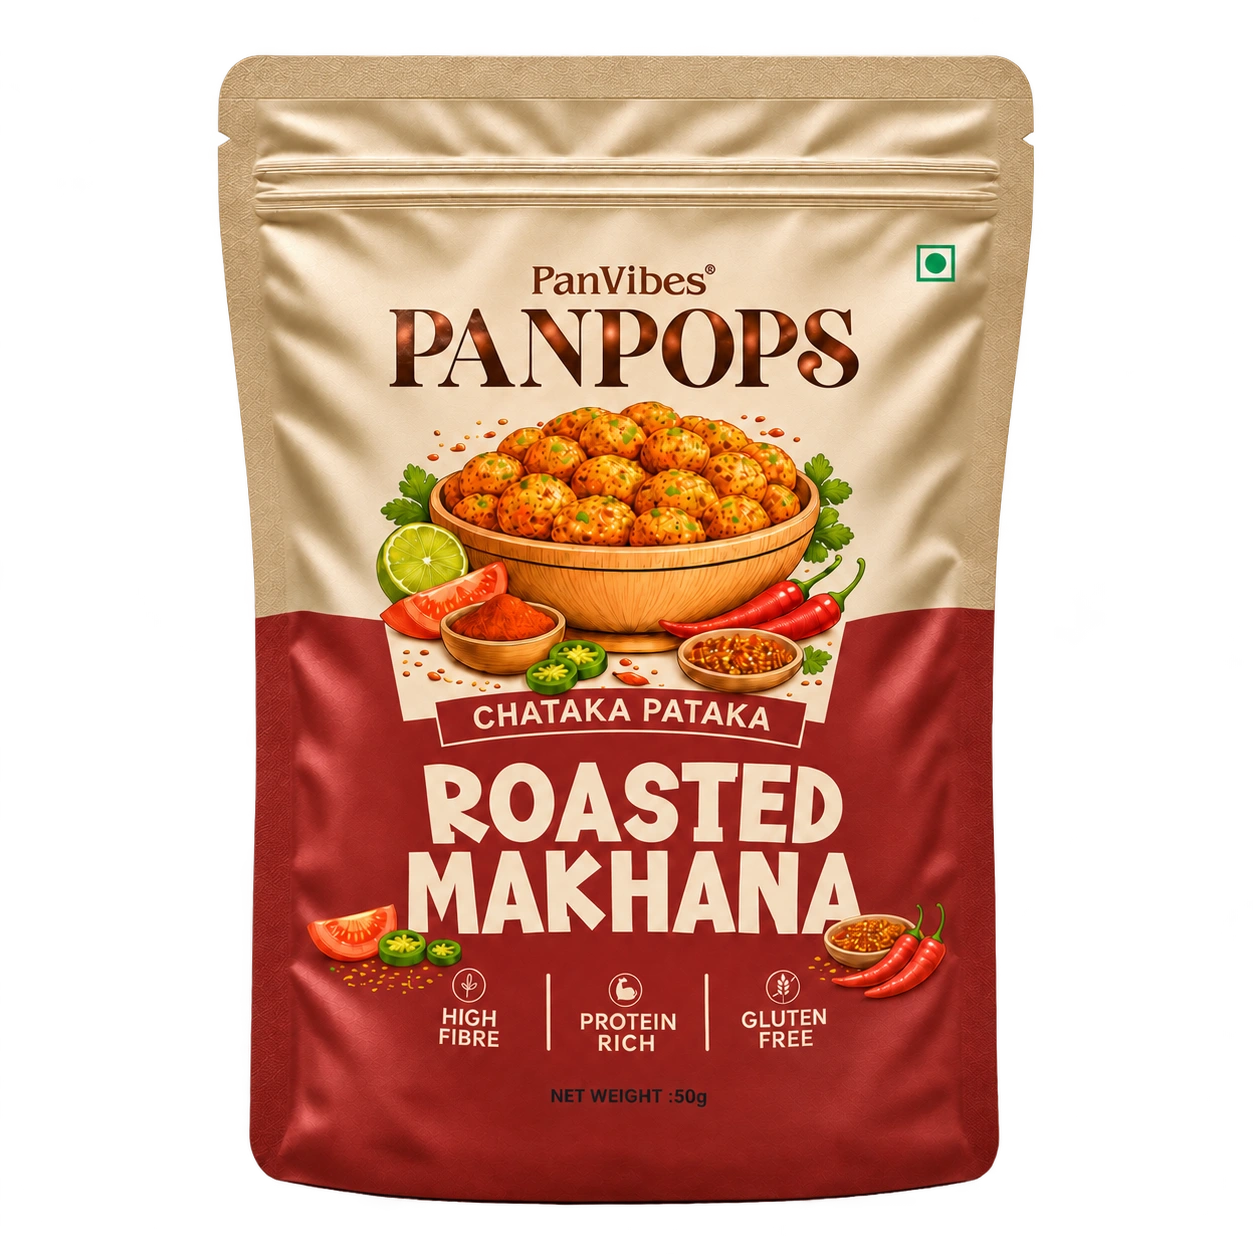 PanVibes®
PANPOPS
CHATAKA PATAKA
ROASTED
MAKHANA
HIGH
FIBRE
PROTEIN
RICH
GLUTEN
FREE
NET WEIGHT :50g